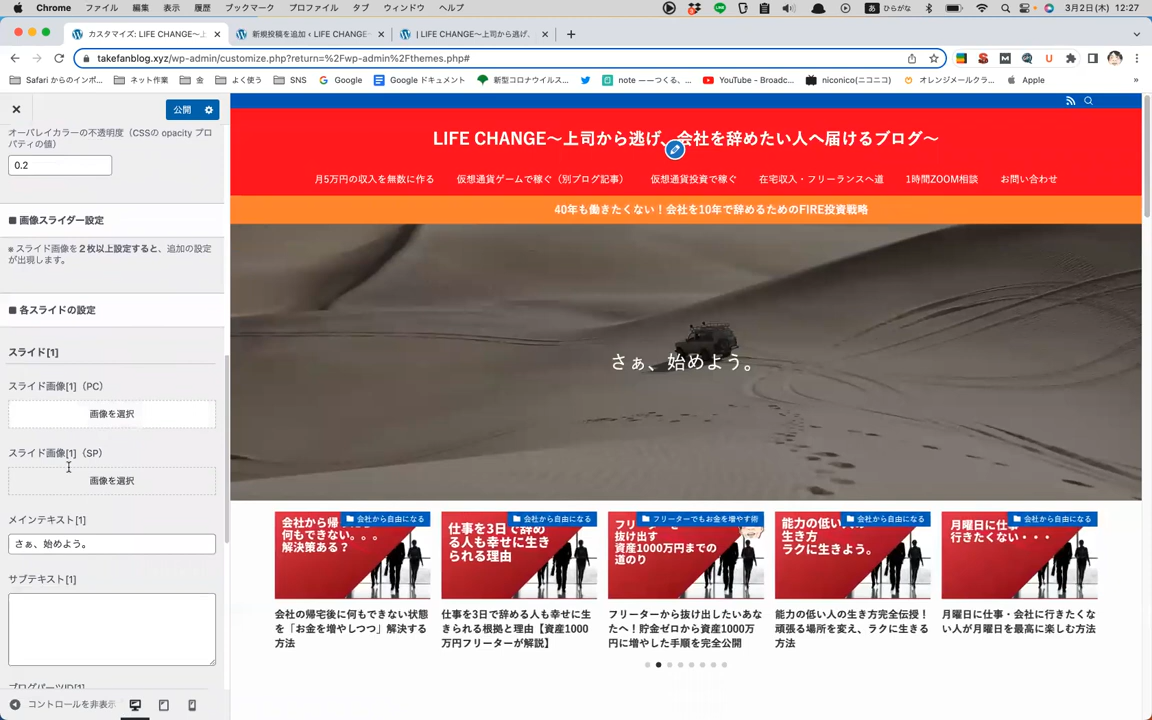 Chrome ファイル 編集 表示 履歴 ブックマーク プロファイル タブ ウィンドウ ヘルプ あ ひらがな 3月2日(木) 12:27
カスタマイズ: LIFE CHANGE〜上 新規投稿を追加 ‹ LIFE CHANGE〜 | LIFE CHANGE〜上司から逃げ、
takefanblog.xyz/wp-admin/customize.php?return=%2Fwp-admin%2Fthemes.php#
Safari からのインポ... ネット作業 金 よく使う SNS Google Google ドキュメント 新型コロナウイルス... note ーーつくる、... YouTube - Broadc... niconico(ニコニコ) オレンジメールクラ... Apple »
公開
オーバレイカラーの不透明度（CSSの opacity プロ
パティの値）
0.2
■ 画像スライダー設定
※ スライド画像を２枚以上設定すると、追加の設定
が出現します。
■ 各スライドの設定
スライド[1]
スライド画像[1]（PC）
画像を選択
スライド画像[1]（SP）
画像を選択
メインテキスト[1]
さぁ、始めよう。
サブテキスト[1]
ブログパーツID[1]
コントロールを非表示
LIFE CHANGE〜上司から逃げ、会社を辞めたい人へ届けるブログ〜
月5万円の収入を無数に作る 仮想通貨ゲームで稼ぐ（別ブログ記事） 仮想通貨投資で稼ぐ 在宅収入・フリーランスへ道 1時間ZOOM相談 お問い合わせ
40年も働きたくない！会社を10年で辞めるためのFIRE投資戦略
さぁ、始めよう。
会社から自由になる
何もできない。。。
解決策ある？
会社の帰宅後に何もできない状態
を「お金を増やしつつ」解決する
方法
会社から自由になる
仕事を3日で辞め
る人も幸せに生き
られる理由
仕事を3日で辞める人も幸せに生
きられる根拠と理由【資産1000
万円フリーターが解説】
フリーターでもお金を増やす術
抜け出す
資産1000万円までの
道のり
フリーターから抜け出したいあな
たへ！貯金ゼロから資産1000万
円に増やした手順を完全公開
会社から自由になる
能力の低い人の
生き方
ラクに生きよう。
能力の低い人の生き方完全伝授！
頑張る場所を変え、ラクに生きる
方法
会社から自由になる
月曜日に仕事・
行きたくない・・・
月曜日に仕事・会社に行きたくな
い人が月曜日を最高に楽しむ方法